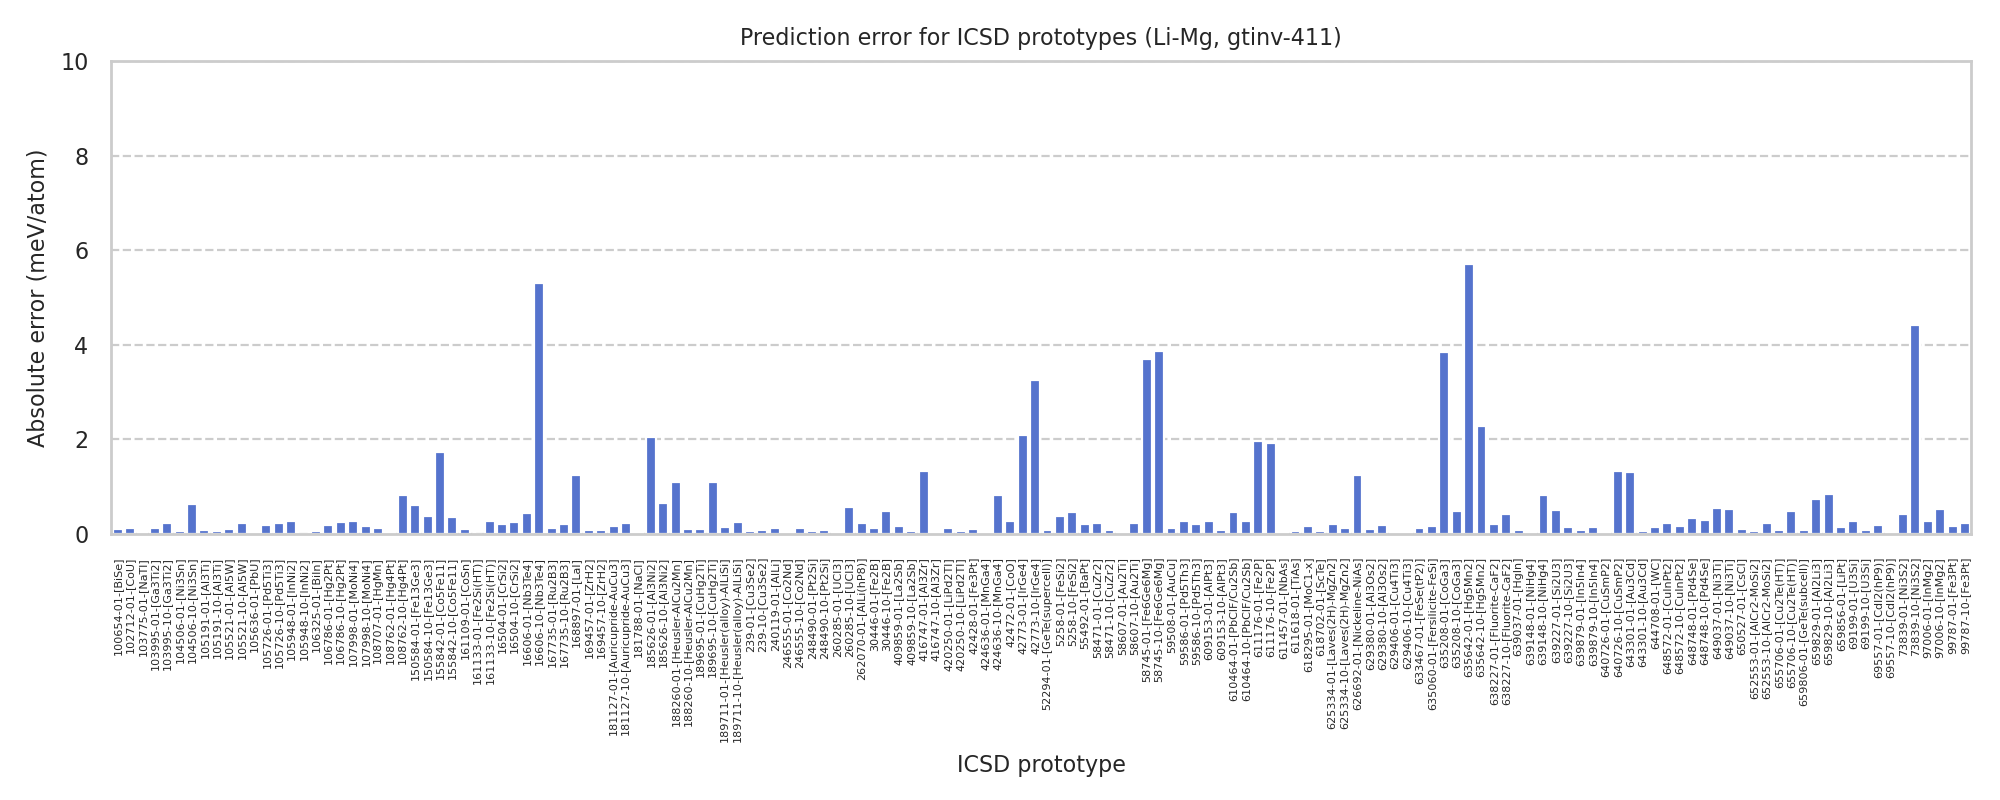 Prediction error for ICSD prototypes (Li-Mg, gtinv-411)
Absolute error (meV/atom)
10
8
6
4
2
0
100654-01-[BiSe]
102712-01-[CoU]
103775-01-[NaTl]
103995-01-[Ga3Ti2]
103995-10-[Ga3Ti2]
104506-01-[Ni3Sn]
104506-10-[Ni3Sn]
105191-01-[Al3Ti]
105191-10-[Al3Ti]
105521-01-[Al5W]
105521-10-[Al5W]
105636-01-[PbU]
105726-01-[Pd5Ti3]
105726-10-[Pd5Ti3]
105948-01-[InNi2]
105948-10-[InNi2]
106325-01-[BiIn]
106786-01-[Hg2Pt]
106786-10-[Hg2Pt]
107998-01-[MoNi4]
107998-10-[MoNi4]
108707-01-[HgMn]
108762-01-[Hg4Pt]
108762-10-[Hg4Pt]
150584-01-[Fe13Ge3]
150584-10-[Fe13Ge3]
155842-01-[Co5Fe11]
155842-10-[Co5Fe11]
161109-01-[CoSn]
161133-01-[Fe2Si(HT)]
161133-10-[Fe2Si(HT)]
16504-01-[CrSi2]
16504-10-[CrSi2]
16606-01-[Nb3Te4]
16606-10-[Nb3Te4]
167735-01-[Ru2B3]
167735-10-[Ru2B3]
168897-01-[LaI]
169457-01-[ZrH2]
169457-10-[ZrH2]
181127-01-[Auricupride-AuCu3]
181127-10-[Auricupride-AuCu3]
181788-01-[NaCl]
185626-01-[Al3Ni2]
185626-10-[Al3Ni2]
188260-01-[Heusler-AlCu2Mn]
188260-10-[Heusler-AlCu2Mn]
189695-01-[CuHg2Ti]
189695-10-[CuHg2Ti]
189711-01-[Heusler(alloy)-AlLiSi]
189711-10-[Heusler(alloy)-AlLiSi]
239-01-[Cu3Se2]
239-10-[Cu3Se2]
240119-01-[AlLi]
246555-01-[Co2Nd]
246555-10-[Co2Nd]
248490-01-[Pt2Si]
248490-10-[Pt2Si]
260285-01-[UCl3]
260285-10-[UCl3]
262070-01-[AlLi(hP8)]
30446-01-[Fe2B]
30446-10-[Fe2B]
409859-01-[La2Sb]
409859-10-[La2Sb]
416747-01-[Al3Zr]
416747-10-[Al3Zr]
420250-01-[LiPd2Tl]
420250-10-[LiPd2Tl]
42428-01-[Fe3Pt]
424636-01-[MnGa4]
424636-10-[MnGa4]
42472-01-[CoO]
42773-01-[IrGe4]
42773-10-[IrGe4]
52294-01-[GeTe(supercell)]
5258-01-[FeSi2]
5258-10-[FeSi2]
55492-01-[BaPt]
58471-01-[CuZr2]
58471-10-[CuZr2]
58607-01-[Au2Ti]
58607-10-[Au2Ti]
58745-01-[Fe6Ge6Mg]
58745-10-[Fe6Ge6Mg]
59508-01-[AuCu]
59586-01-[Pd5Th3]
59586-10-[Pd5Th3]
609153-01-[AlPt3]
609153-10-[AlPt3]
610464-01-[PbClF/Cu2Sb]
610464-10-[PbClF/Cu2Sb]
611176-01-[Fe2P]
611176-10-[Fe2P]
611457-01-[NbAs]
611618-01-[TiAs]
618295-01-[MoC1-x]
618702-01-[ScTe]
625334-01-[Laves(2H)-MgZn2]
625334-10-[Laves(2H)-MgZn2]
626692-01-[Nickeline-NiAs]
629380-01-[Al3Os2]
629380-10-[Al3Os2]
629406-01-[Cu4Ti3]
629406-10-[Cu4Ti3]
633467-01-[FeSe(tP2)]
635060-01-[Fersilicite-FeSi]
635208-01-[CoGa3]
635208-10-[CoGa3]
635642-01-[Hg5Mn2]
635642-10-[Hg5Mn2]
638227-01-[Fluorite-CaF2]
638227-10-[Fluorite-CaF2]
639037-01-[HgIn]
639148-01-[NiHg4]
639148-10-[NiHg4]
639227-01-[Si2U3]
639227-10-[Si2U3]
639879-01-[In5In4]
639879-10-[In5In4]
640726-01-[CuSmP2]
640726-10-[CuSmP2]
643301-01-[Au3Cd]
643301-10-[Au3Cd]
644708-01-[WC]
648572-01-[CuInPt2]
648572-10-[CuInPt2]
648748-01-[Pd4Se]
648748-10-[Pd4Se]
649037-01-[Ni3Ti]
649037-10-[Ni3Ti]
650527-01-[CsCl]
652553-01-[AlCr2-MoSi2]
652553-10-[AlCr2-MoSi2]
655706-01-[Cu2Te(HT)]
655706-10-[Cu2Te(HT)]
659806-01-[GeTe(subcell)]
659829-01-[Al2Li3]
659829-10-[Al2Li3]
659856-01-[LiPt]
69199-01-[U3Si]
69199-10-[U3Si]
69557-01-[CdI2(hP9)]
69557-10-[CdI2(hP9)]
73839-01-[Ni3S2]
73839-10-[Ni3S2]
97006-01-[InMg2]
97006-10-[InMg2]
99787-01-[Fe3Pt]
99787-10-[Fe3Pt]
ICSD prototype